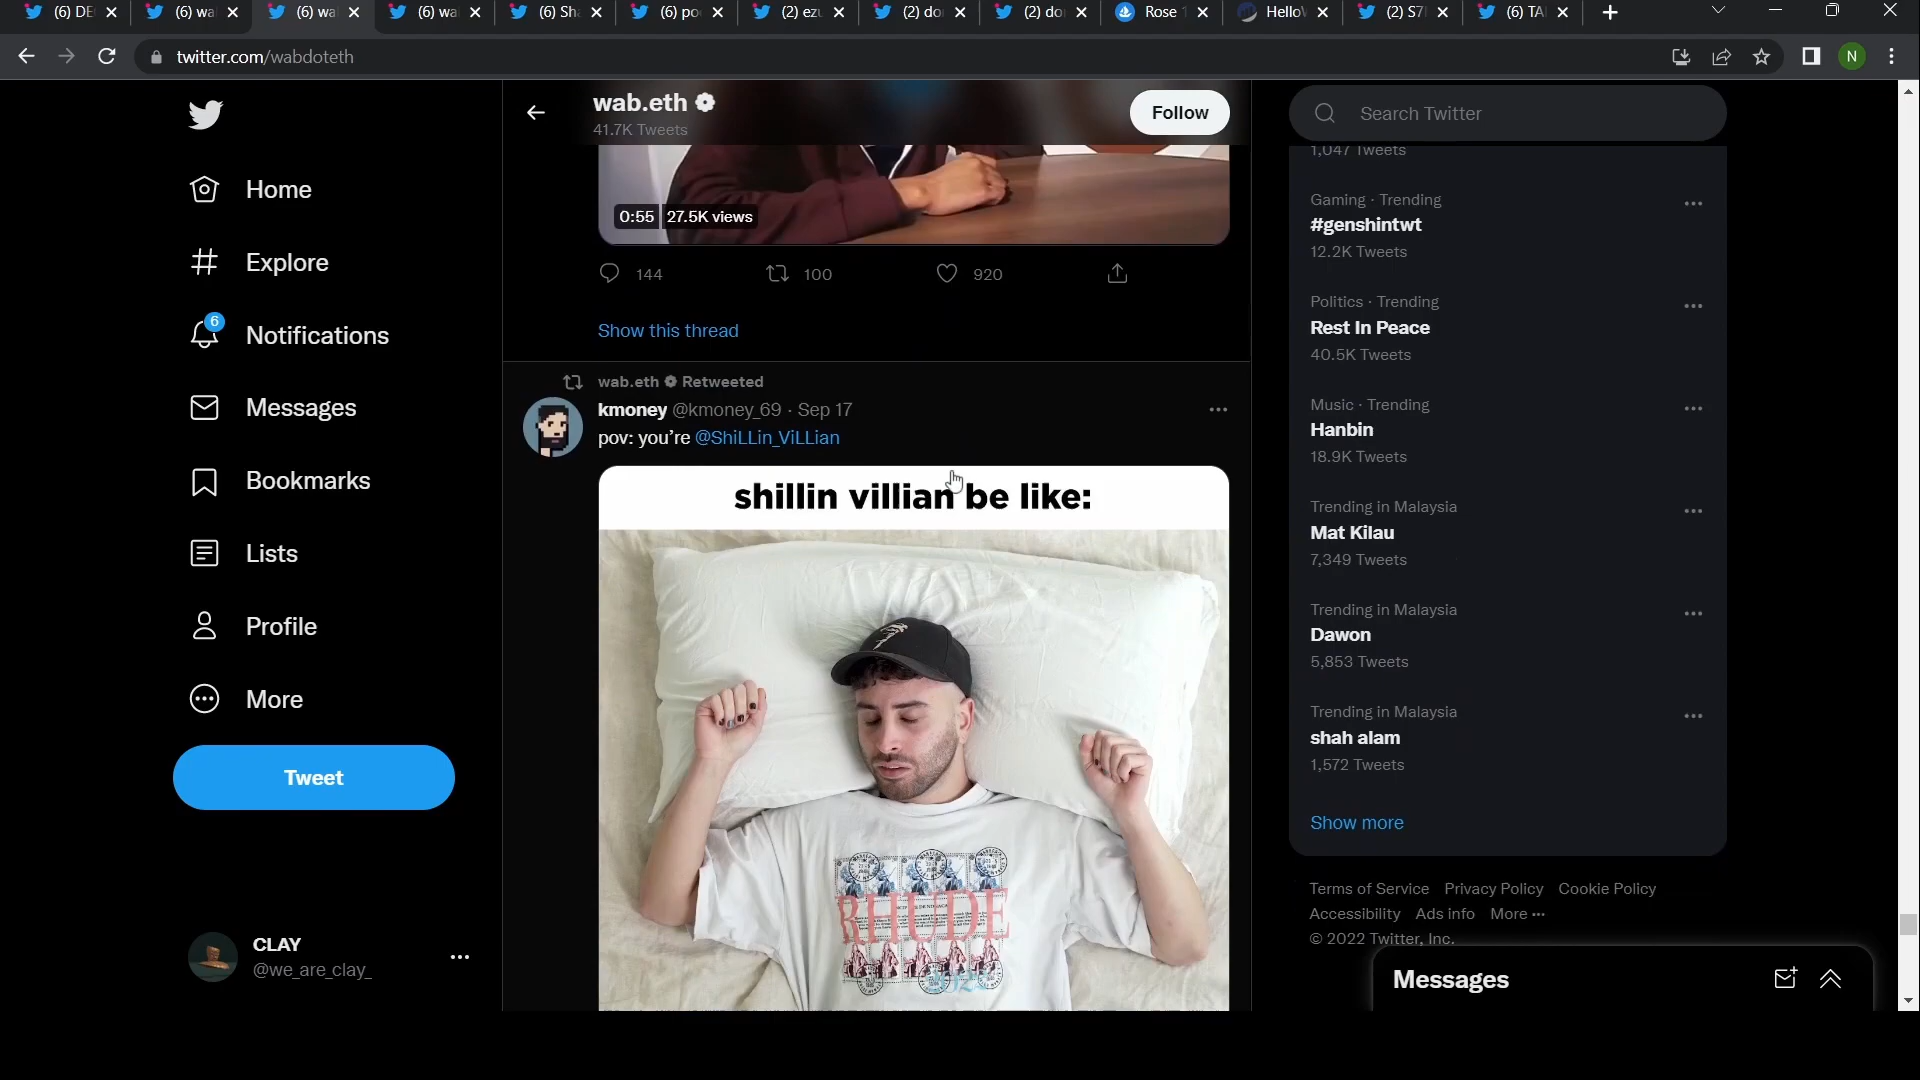 (6) DE
(6) wa
(6) wa
(6) wa
(6) Sh
(6) po
(2) ezu
(2) do
(2) do
Rose
Hello
(2) S7
(6) TA
twitter.com/wabdoteth
N
Home
Explore
6
Notifications
Messages
Bookmarks
Lists
Profile
More
Tweet
CLAY
@we_are_clay_
wab.eth
41.7K Tweets
Follow
0:55 27.5K views
144 100 920
Show this thread
wab.eth Retweeted
kmoney @kmoney_69 · Sep 17
pov: you're @ShiLLin_ViLLian
shillin villian be like:
RHUDE
Search Twitter
1,047 Tweets
Gaming · Trending
#genshintwt
12.2K Tweets
Politics · Trending
Rest In Peace
40.5K Tweets
Music · Trending
Hanbin
18.9K Tweets
Trending in Malaysia
Mat Kilau
7,349 Tweets
Trending in Malaysia
Dawon
5,853 Tweets
Trending in Malaysia
shah alam
1,572 Tweets
Show more
Terms of Service Privacy Policy Cookie Policy
Accessibility Ads info More ···
© 2022 Twitter, Inc.
Messages